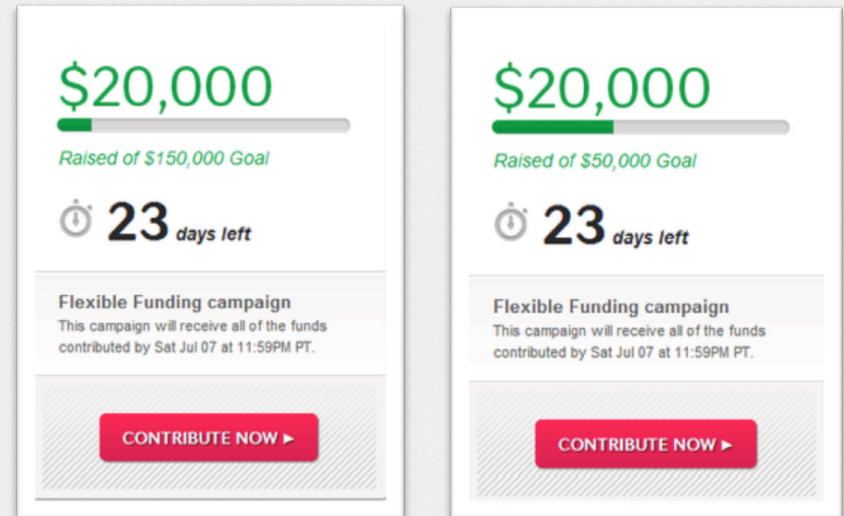 $20,000
Raised of $150,000 Goal
23 days left
Flexible Funding campaign
This campaign will receive all of the funds
contributed by Sat Jul 07 at 11:59PM PT.
CONTRIBUTE NOW ►
$20,000
Raised of $50,000 Goal
23 days left
Flexible Funding campaign
This campaign will receive all of the funds
contributed by Sat Jul 07 at 11:59PM PT.
CONTRIBUTE NOW ►